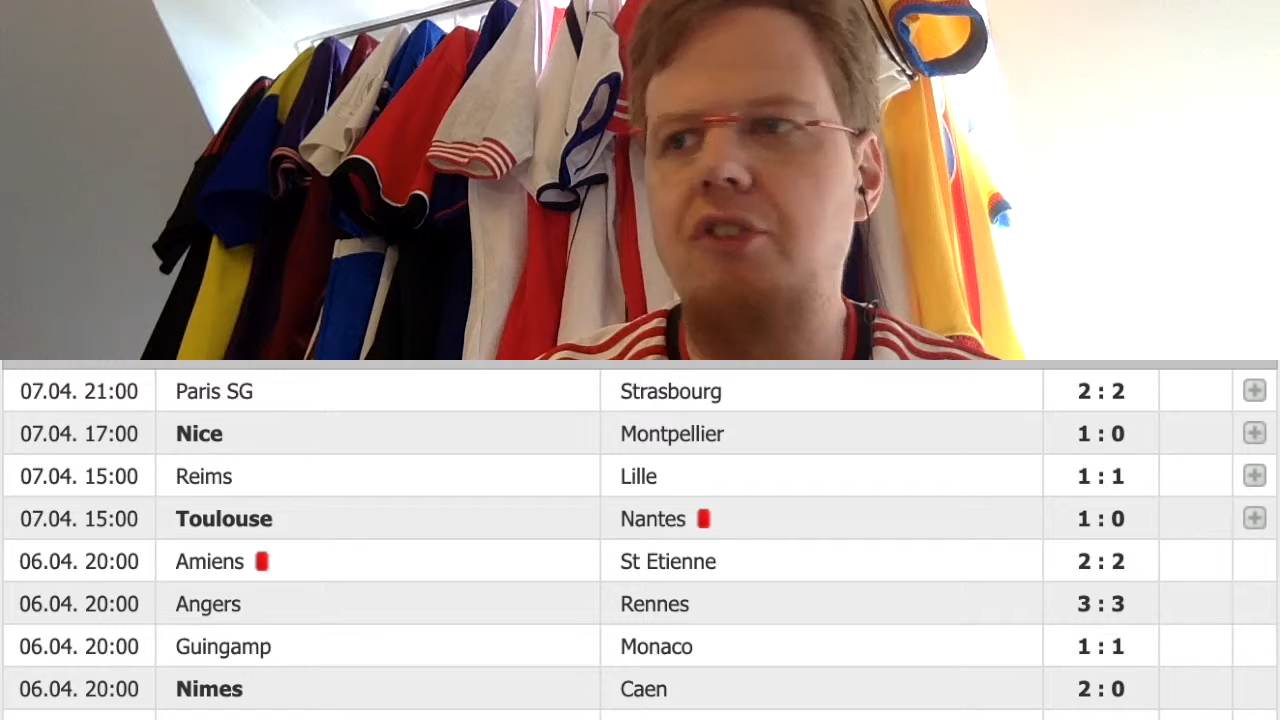 07.04. 21:00 Paris SG Strasbourg 2 : 2
07.04. 17:00 Nice Montpellier 1 : 0
07.04. 15:00 Reims Lille 1 : 1
07.04. 15:00 Toulouse Nantes 1 : 0
06.04. 20:00 Amiens St Etienne 2 : 2
06.04. 20:00 Angers Rennes 3 : 3
06.04. 20:00 Guingamp Monaco 1 : 1
06.04. 20:00 Nimes Caen 2 : 0